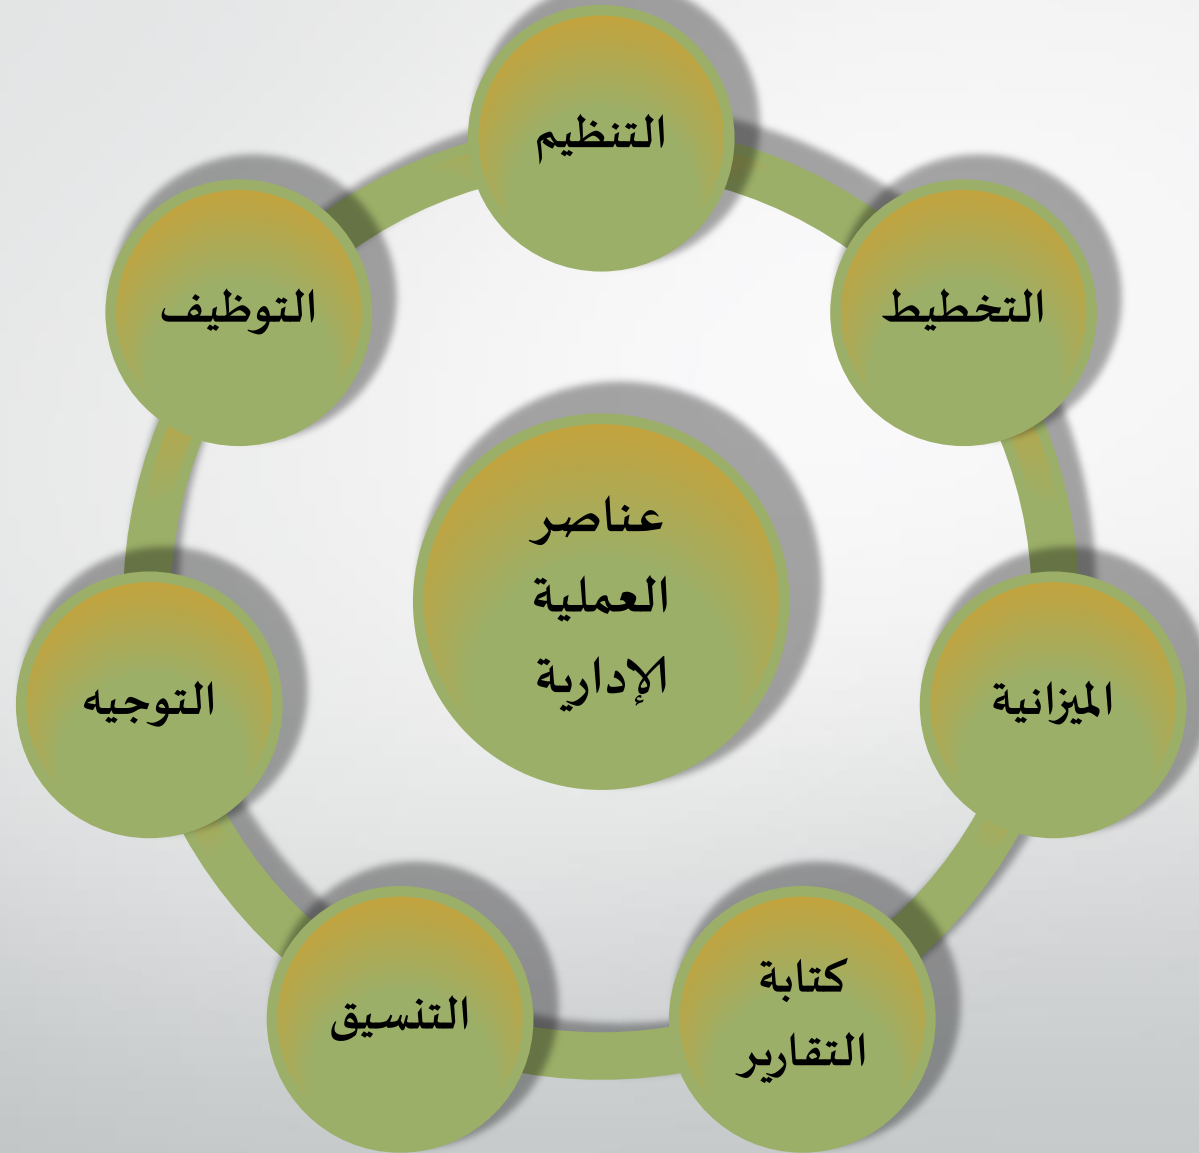 التنظيم
التخطيط
التوظيف
عناصر
العملية
الإدارية
الميزانية
التوجيه
كتابة
التقارير
التنسيق